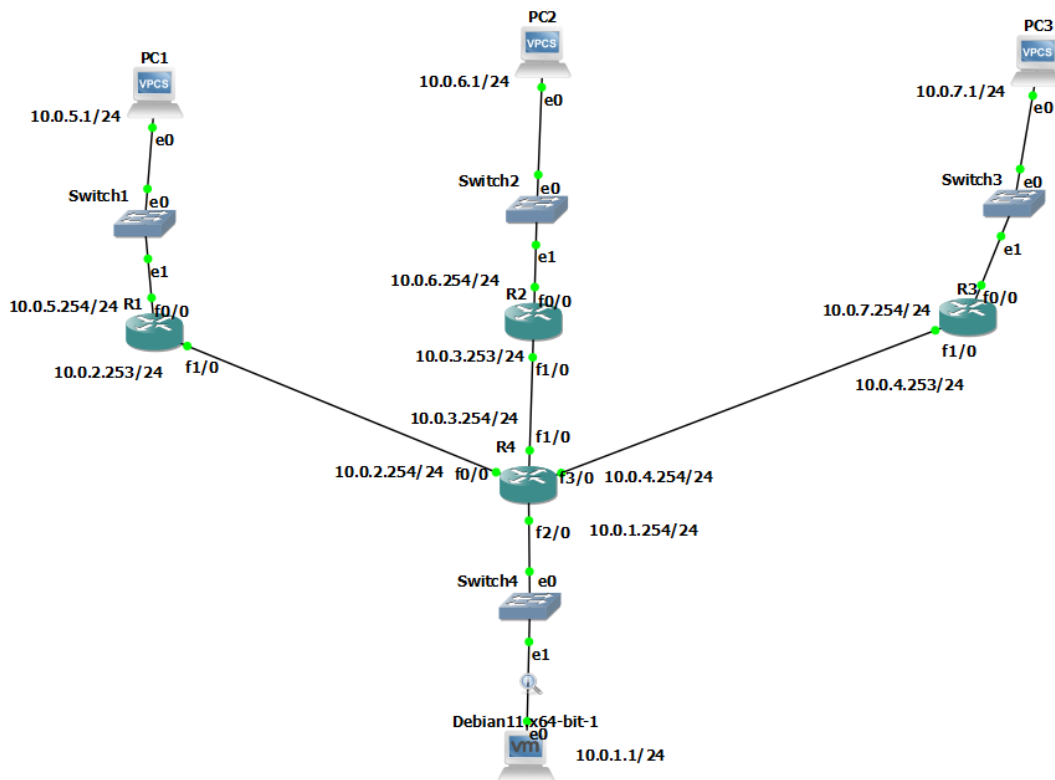 PC2
PC3
PC1
VPCS
VPCS
VPCS
10.0.6.1/24
10.0.7.1/24
10.0.5.1/24
e0
e0
e0
Switch2
Switch3
Switch1
e0
e0
e0
e1
e1
e1
10.0.6.254/24
10.0.5.254/24
R1
f0/0
R2
f0/0
R3
f0/0
10.0.7.254/24
10.0.3.253/24
10.0.2.253/24
f1/0
f1/0
f1/0
10.0.4.253/24
10.0.3.254/24
f1/0
R4
10.0.2.254/24
f0/0
f3/0
10.0.4.254/24
f2/0
10.0.1.254/24
Switch4
e0
e1
Debian11 x64-bit-1
e0
vm
10.0.1.1/24